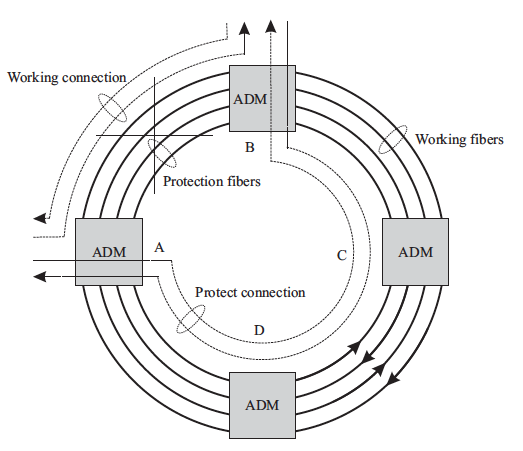 Working connection
ADM
B
Working fibers
Protection fibers
ADM
A
C
ADM
Protect connection
D
ADM